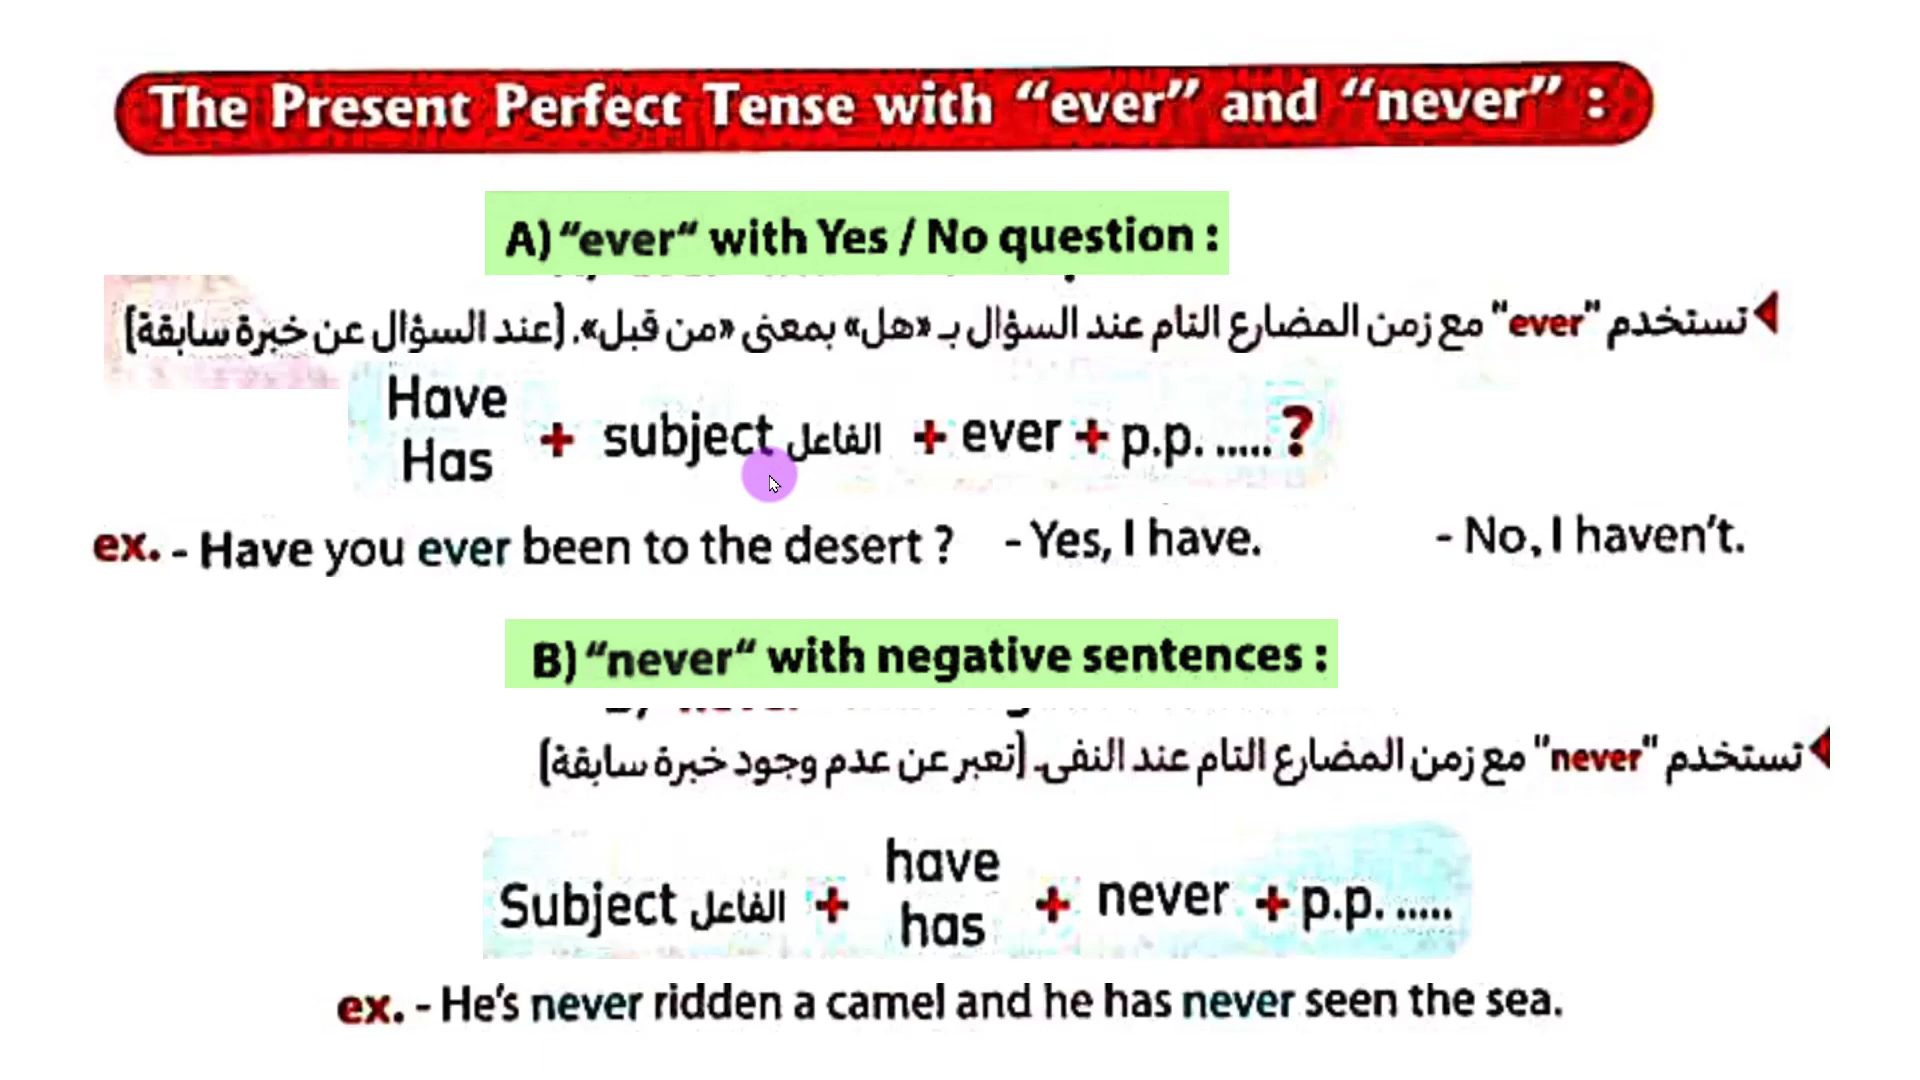 The Present Perfect Tense with “ever” and “never” :
A) “ever“ with Yes / No question :
تستخدم "ever" مع زمن المضارع التام عند السؤال بـ «هل» بمعنى «من قبل». (عند السؤال عن خبرة سابقة)
Have
Has
+ subject الفاعل + ever + p.p. ..... ?
ex. - Have you ever been to the desert ? - Yes, I have. - No, I haven’t.
B) “never“ with negative sentences :
تستخدم "never" مع زمن المضارع التام عند النفى. (تعبر عن عدم وجود خبرة سابقة)
Subject الفاعل + have
has
+ never + p.p. .....
ex. - He’s never ridden a camel and he has never seen the sea.